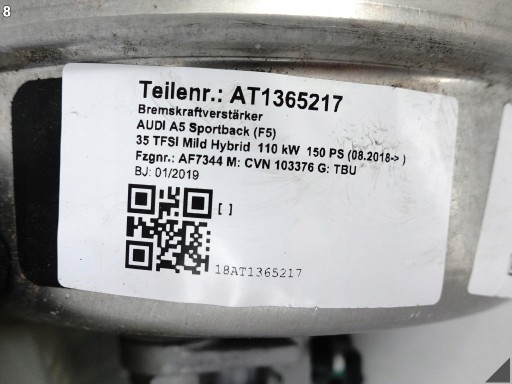 8
Teilenr.: AT1365217
Bremskraftverstärker
AUDI A5 Sportback (F5)
35 TFSI Mild Hybrid 110 kW 150 PS (08.2018-> )
Fzgnr.: AF7344 M: CVN 103376 G: TBU
BJ: 01/2019
[ ]
18AT1365217